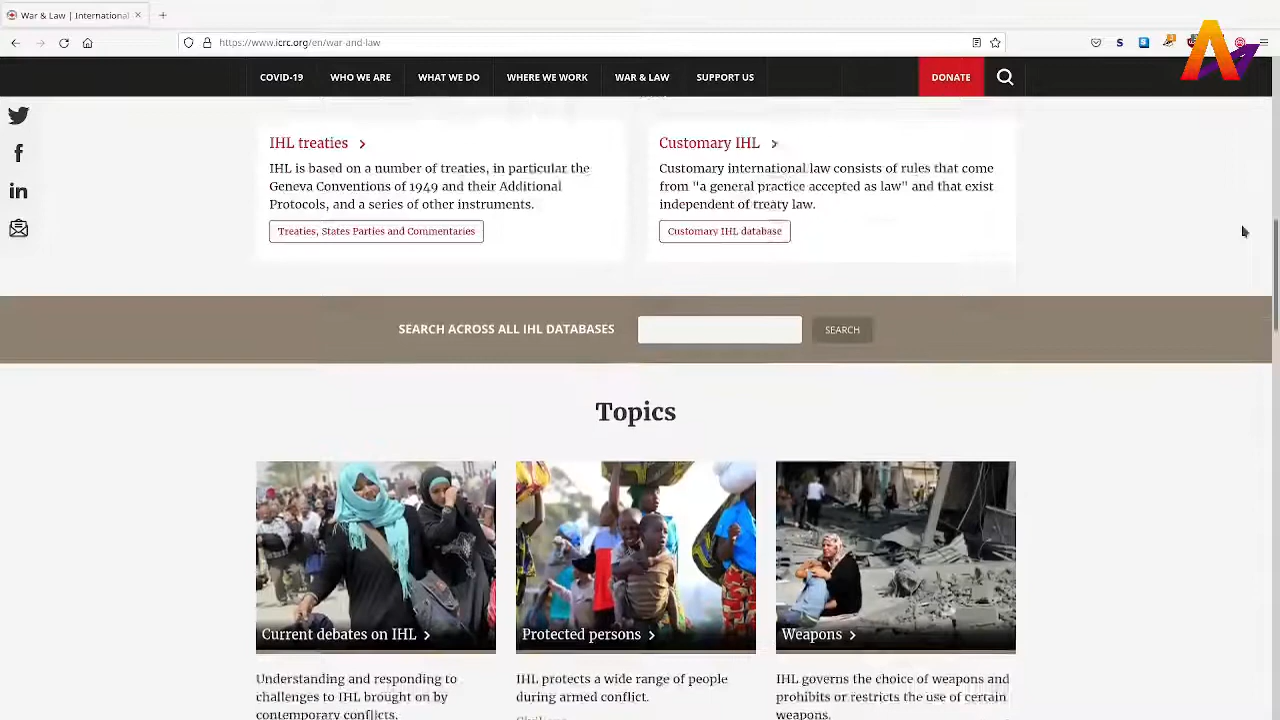 War & Law | International
https://www.icrc.org/en/war-and-law
COVID-19
WHO WE ARE
WHAT WE DO
WHERE WE WORK
WAR & LAW
SUPPORT US
DONATE
IHL treaties
IHL is based on a number of treaties, in particular the
Geneva Conventions of 1949 and their Additional
Protocols, and a series of other instruments.
Treaties, States Parties and Commentaries
Customary IHL
Customary international law consists of rules that come
from "a general practice accepted as law" and that exist
independent of treaty law.
Customary IHL database
SEARCH ACROSS ALL IHL DATABASES
SEARCH
Topics
Current debates on IHL
Understanding and responding to
challenges to IHL brought on by
contemporary conflicts.
Protected persons
IHL protects a wide range of people
during armed conflict.
Weapons
IHL governs the choice of weapons and
prohibits or restricts the use of certain
weapons.